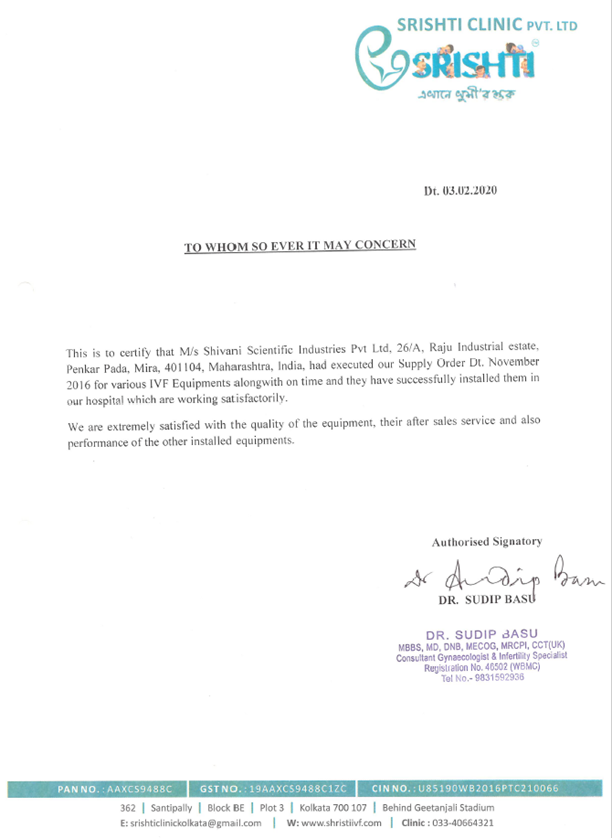 SRISHTI CLINIC PVT. LTD
SRISHTI
Dt. 03.02.2020
TO WHOM SO EVER IT MAY CONCERN
This is to certify that M/s Shivani Scientific Industries Pvt Ltd, 26/A, Raju Industrial estate,
Penkar Pada, Mira, 401104, Maharashtra, India, had executed our Supply Order Dt. November
2016 for various IVF Equipments alongwith on time and they have successfully installed them in
our hospital which are working satisfactorily.
We are extremely satisfied with the quality of the equipment, their after sales service and also
performance of the other installed equipments.
Authorised Signatory
Dr Sudip Basu
DR. SUDIP BASU
DR. SUDIP BASU
MBBS, MD, DNB, MECOG, MRCPI, CCT(UK)
Consultant Gynaecologist & Infertility Specialist
Registration No. 46502 (WBMC)
Tel No.- 9831592936
PAN NO. : AAXCS9488C | GST NO. : 19AAXCS9488C1ZC | CIN NO. : U85190WB2016PTC210066
362 | Santipally | Block BE | Plot 3 | Kolkata 700 107 | Behind Geetanjali Stadium
E: srishticlinickolkata@gmail.com | W: www.shristiivf.com | Clinic : 033-40664321